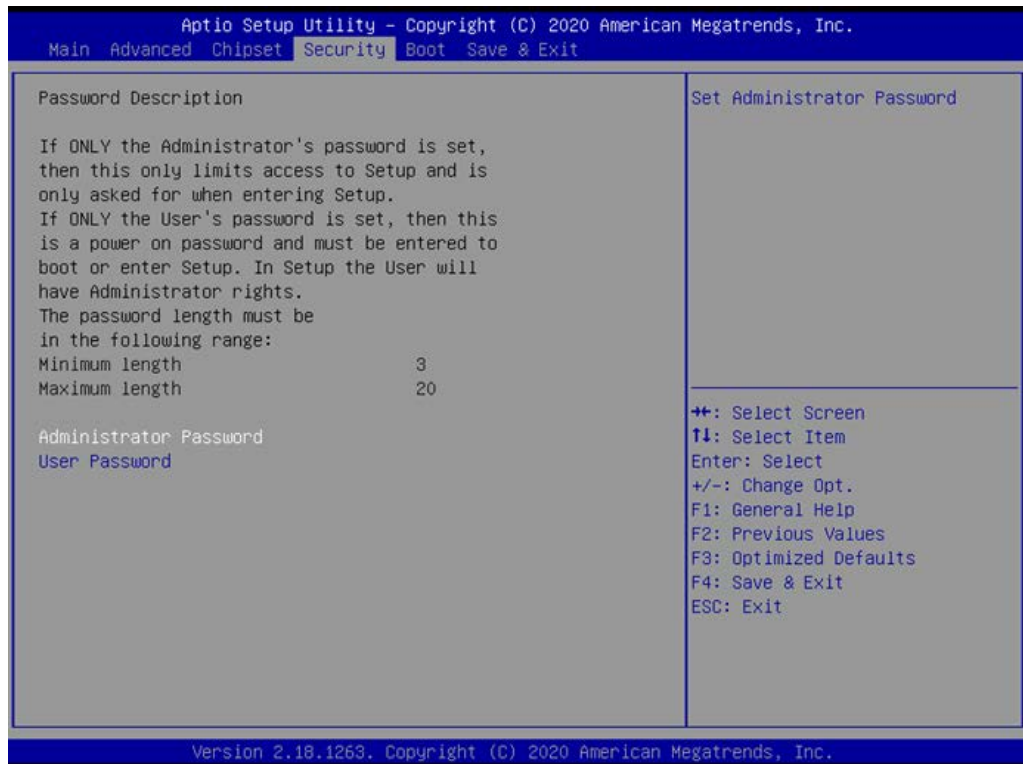 Aptio Setup Utility – Copyright (C) 2020 American Megatrends, Inc.
Main Advanced Chipset Security Boot Save & Exit
Password Description
If ONLY the Administrator's password is set,
then this only limits access to Setup and is
only asked for when entering Setup.
If ONLY the User's password is set, then this
is a power on password and must be entered to
boot or enter Setup. In Setup the User will
have Administrator rights.
The password length must be
in the following range:
Minimum length 3
Maximum length 20
Administrator Password
User Password
Set Administrator Password
→←: Select Screen
↑↓: Select Item
Enter: Select
+/-: Change Opt.
F1: General Help
F2: Previous Values
F3: Optimized Defaults
F4: Save & Exit
ESC: Exit
Version 2.18.1263. Copyright (C) 2020 American Megatrends, Inc.